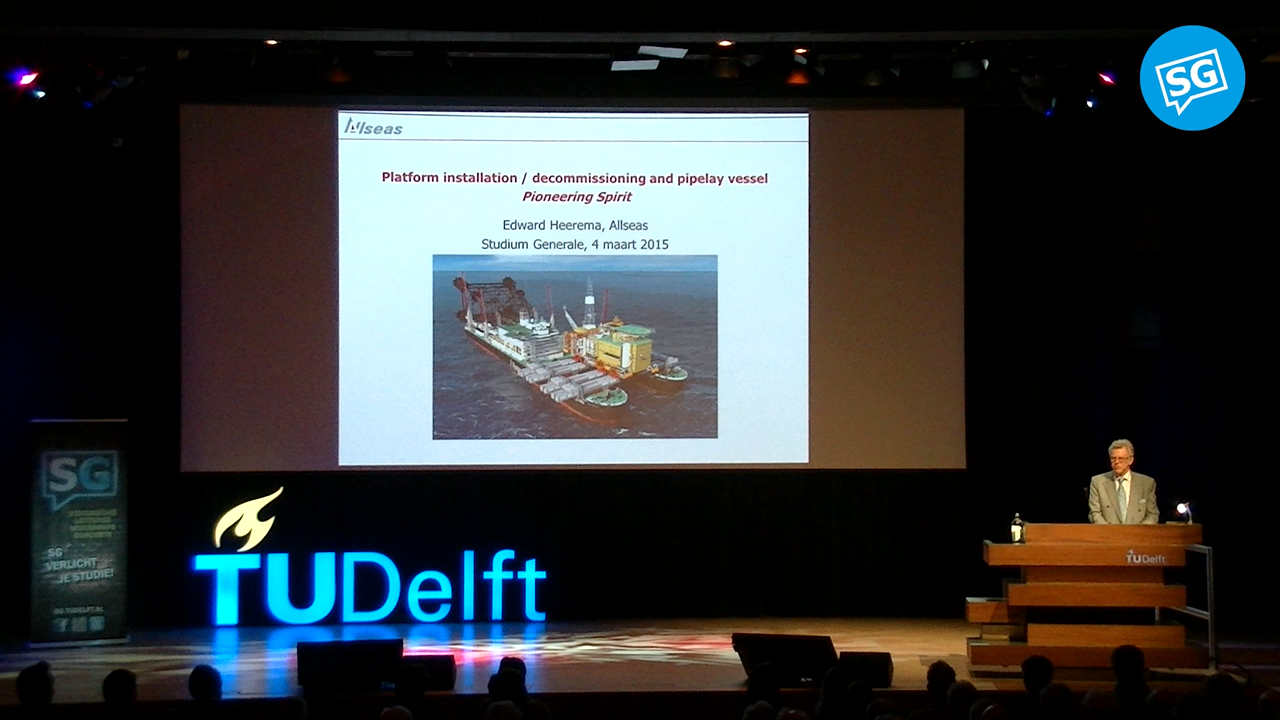 SG
Allseas
Platform installation / decommissioning and pipelay vessel
Pioneering Spirit
Edward Heerema, Allseas
Studium Generale, 4 maart 2015
SG
SG
VERLICHT
JE STUDIE!
SG.TUDELFT.NL
TUDelft
TUDelft